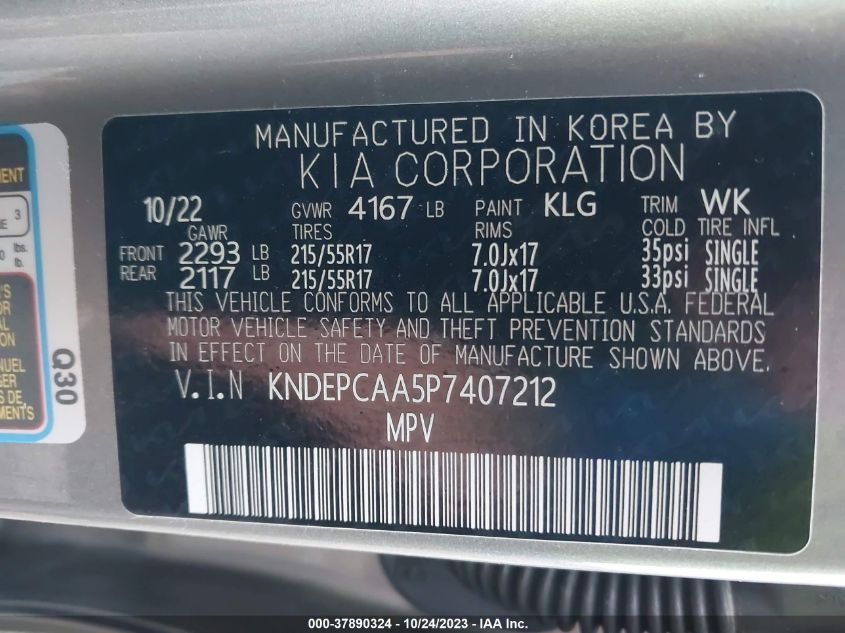 MANUFACTURED IN KOREA BY
KIA CORPORATION
10/22 GVWR 4167 LB PAINT KLG TRIM WK
GAWR TIRES RIMS COLD TIRE INFL
FRONT 2293 LB 215/55R17 7.0Jx17 35psi SINGLE
REAR 2117 LB 215/55R17 7.0Jx17 33psi SINGLE
THIS VEHICLE CONFORMS TO ALL APPLICABLE U.S.A. FEDERAL
MOTOR VEHICLE SAFETY AND THEFT PREVENTION STANDARDS
IN EFFECT ON THE DATE OF MANUFACTURE SHOWN ABOVE.
V.I.N KNDEPCAA5P7407212
MPV
Q30
3
lbs.
lb.
000-37890324 - 10/24/2023 - IAA Inc.